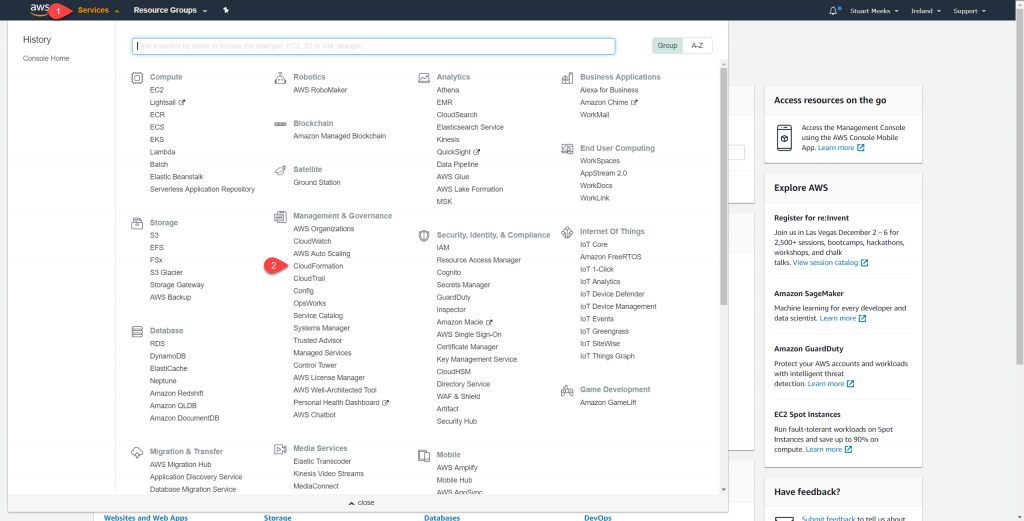 aws
1
Services
Resource Groups
Stuart Meeks
Ireland
Support
History
Console Home
Find a service by name or feature (for example, EC2, S3 or VM, storage).
Group
A-Z
Compute
EC2
Lightsail
ECR
ECS
EKS
Lambda
Batch
Elastic Beanstalk
Serverless Application Repository
Storage
S3
EFS
FSx
S3 Glacier
Storage Gateway
AWS Backup
Database
RDS
DynamoDB
ElastiCache
Neptune
Amazon Redshift
Amazon QLDB
Amazon DocumentDB
Migration & Transfer
AWS Migration Hub
Application Discovery Service
Database Migration Service
Robotics
AWS RoboMaker
Blockchain
Amazon Managed Blockchain
Satellite
Ground Station
Management & Governance
AWS Organizations
CloudWatch
AWS Auto Scaling
2
CloudFormation
CloudTrail
Config
OpsWorks
Service Catalog
Systems Manager
Trusted Advisor
Managed Services
Control Tower
AWS License Manager
AWS Well-Architected Tool
Personal Health Dashboard
AWS Chatbot
Media Services
Elastic Transcoder
Kinesis Video Streams
MediaConnect
Analytics
Athena
EMR
CloudSearch
Elasticsearch Service
Kinesis
QuickSight
Data Pipeline
AWS Glue
AWS Lake Formation
MSK
Security, Identity, & Compliance
IAM
Resource Access Manager
Cognito
Secrets Manager
GuardDuty
Inspector
Amazon Macie
AWS Single Sign-On
Certificate Manager
Key Management Service
CloudHSM
Directory Service
WAF & Shield
Artifact
Security Hub
Mobile
AWS Amplify
Mobile Hub
AWS AppSync
Business Applications
Alexa for Business
Amazon Chime
WorkMail
End User Computing
WorkSpaces
AppStream 2.0
WorkDocs
WorkLink
Internet Of Things
IoT Core
Amazon FreeRTOS
IoT 1-Click
IoT Analytics
IoT Device Defender
IoT Device Management
IoT Events
IoT Greengrass
IoT SiteWise
IoT Things Graph
Game Development
Amazon GameLift
close
Access resources on the go
Access the Management Console
using the AWS Console Mobile
App. Learn more
Explore AWS
Register for re:Invent
Join us in Las Vegas December 2 – 6 for
2,500+ sessions, bootcamps, hackathons,
workshops, and chalk
talks. View session catalog
Amazon SageMaker
Machine learning for every developer and
data scientist. Learn more
Amazon GuardDuty
Protect your AWS accounts and workloads
with intelligent threat
detection. Learn more
EC2 Spot Instances
Run fault-tolerant workloads on Spot
Instances and save up to 90% on
compute. Learn more
Have feedback?
Submit feedback to tell us about
Websites and Web Apps
Storage
Databases
DevOps